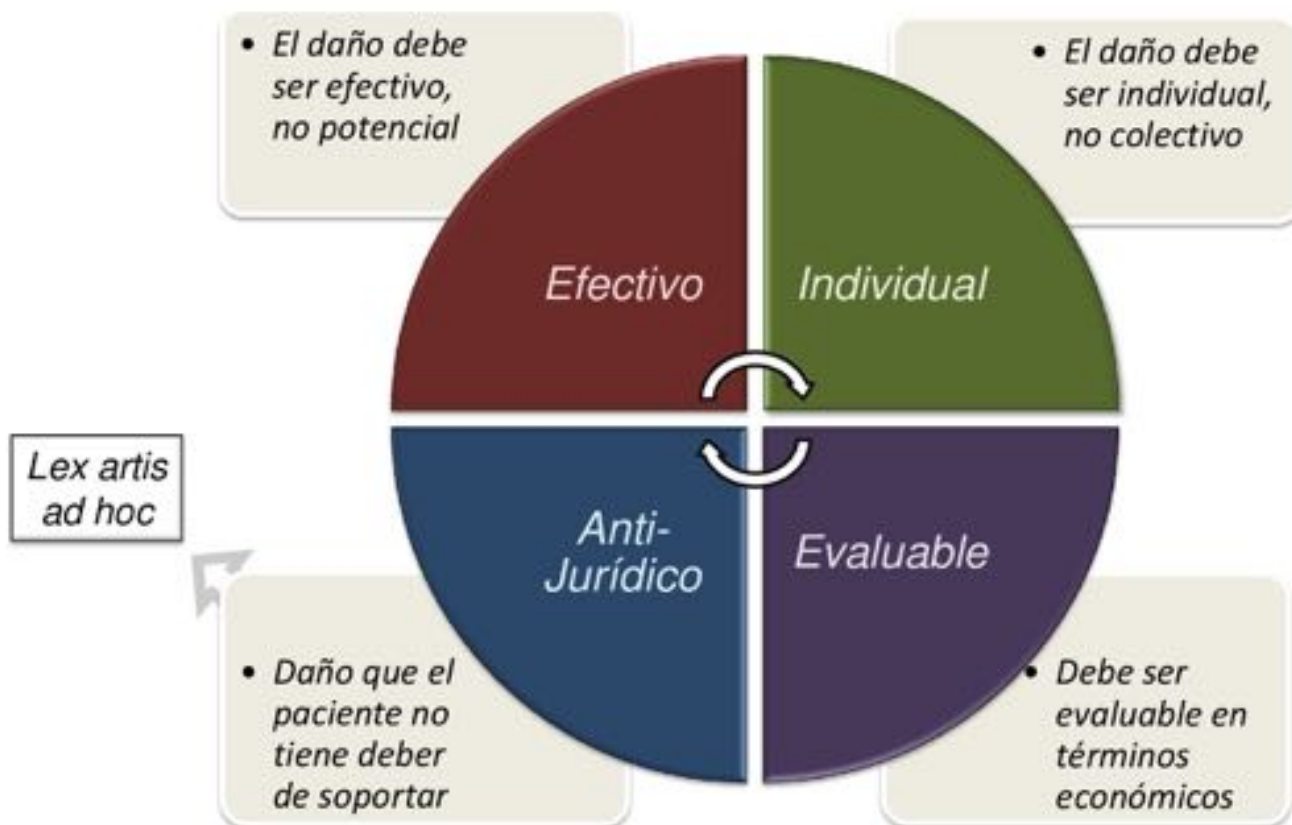 • El daño debe
ser efectivo,
no potencial
• El daño debe
ser individual,
no colectivo
Efectivo
Individual
Lex artis
ad hoc
Anti-
Jurídico
Evaluable
• Daño que el
paciente no
tiene deber
de soportar
• Debe ser
evaluable en
términos
económicos